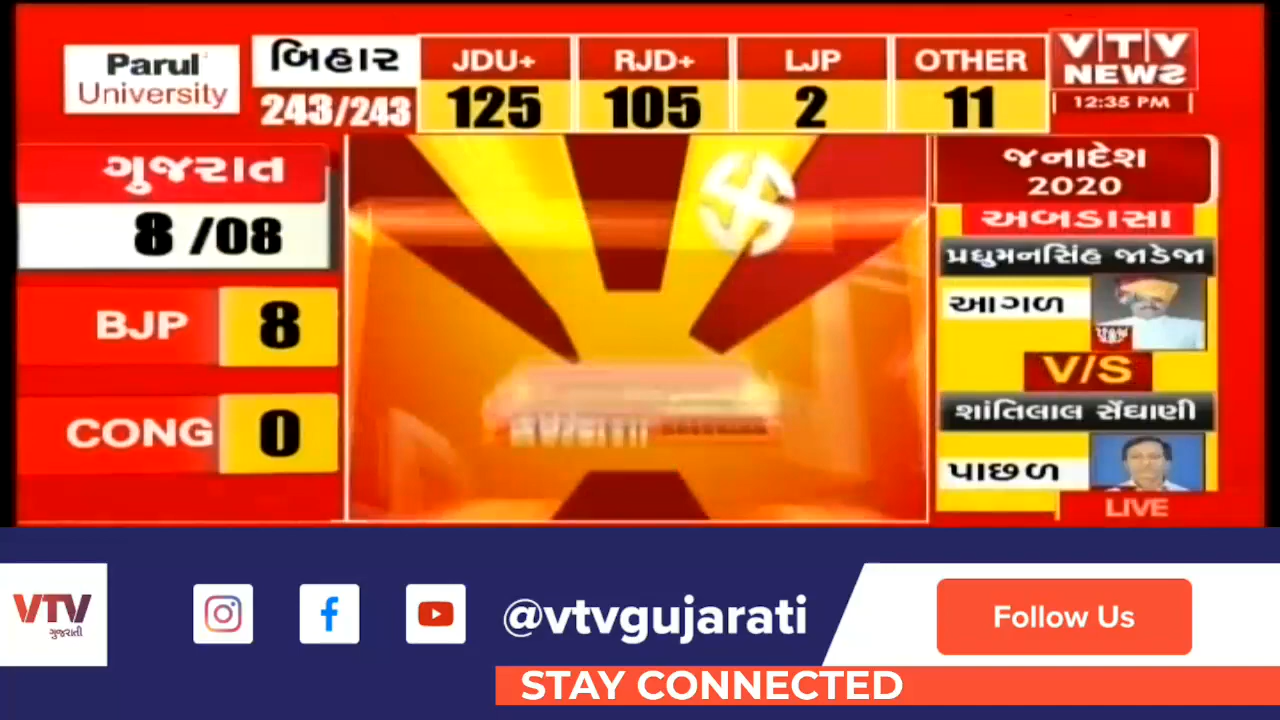 Parul
University
બિહાર
243/243
JDU+
125
RJD+
105
LJP
2
OTHER
11
VTV
NEWS
12:35 PM
ગુજરાત
8 /08
BJP
8
CONG
0
જનાદેશ
2020
અબડાસા
પ્રધુમનસિંહ જાડેજા
આગળ
V/S
શાંતિલાલ સેંઘાણી
પાછળ
LIVE
VTV
ગુજરાતી
@vtvgujarati
Follow Us
STAY CONNECTED